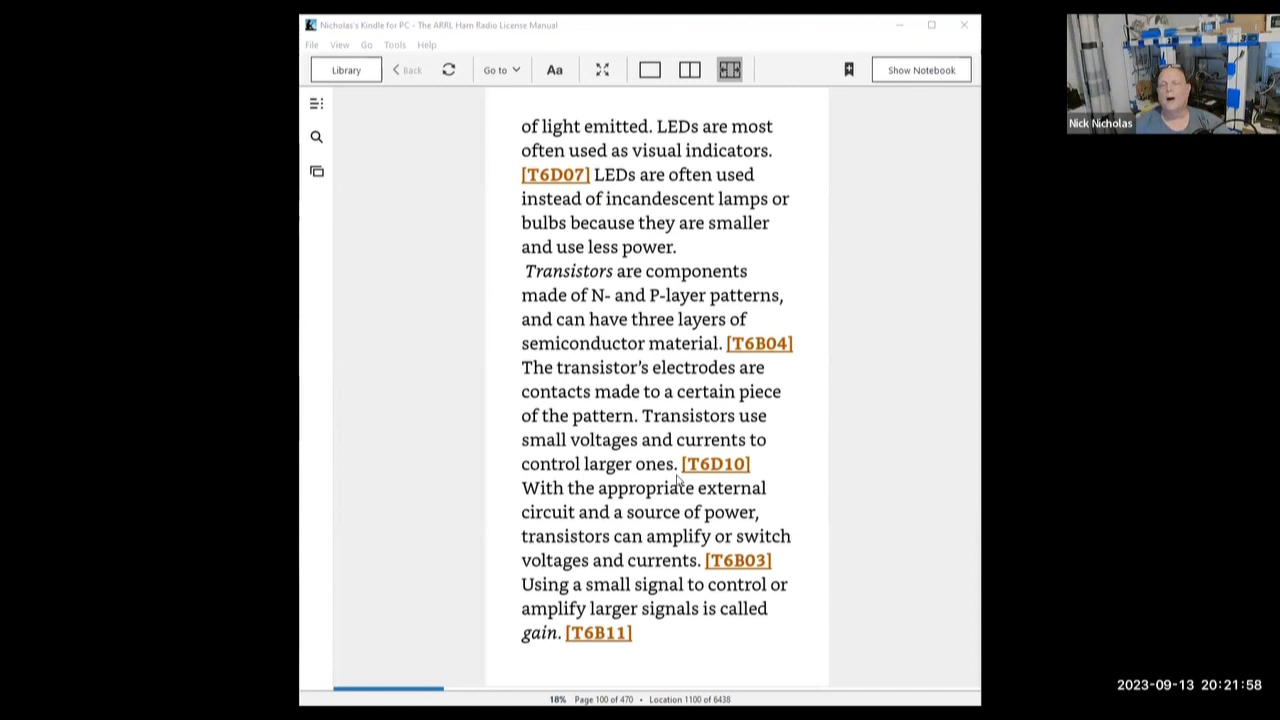 Nicholas's Kindle for PC - The ARRL Ham Radio License Manual
File View Go Tools Help
Library Back Go to Aa Show Notebook
of light emitted. LEDs are most
often used as visual indicators.
[T6D07] LEDs are often used
instead of incandescent lamps or
bulbs because they are smaller
and use less power.
Transistors are components
made of N- and P-layer patterns,
and can have three layers of
semiconductor material. [T6B04]
The transistor’s electrodes are
contacts made to a certain piece
of the pattern. Transistors use
small voltages and currents to
control larger ones. [T6D10]
With the appropriate external
circuit and a source of power,
transistors can amplify or switch
voltages and currents. [T6B03]
Using a small signal to control or
amplify larger signals is called
gain. [T6B11]
18% Page 100 of 470 • Location 1100 of 6438
Nick Nicholas
2023-09-13 20:21:58